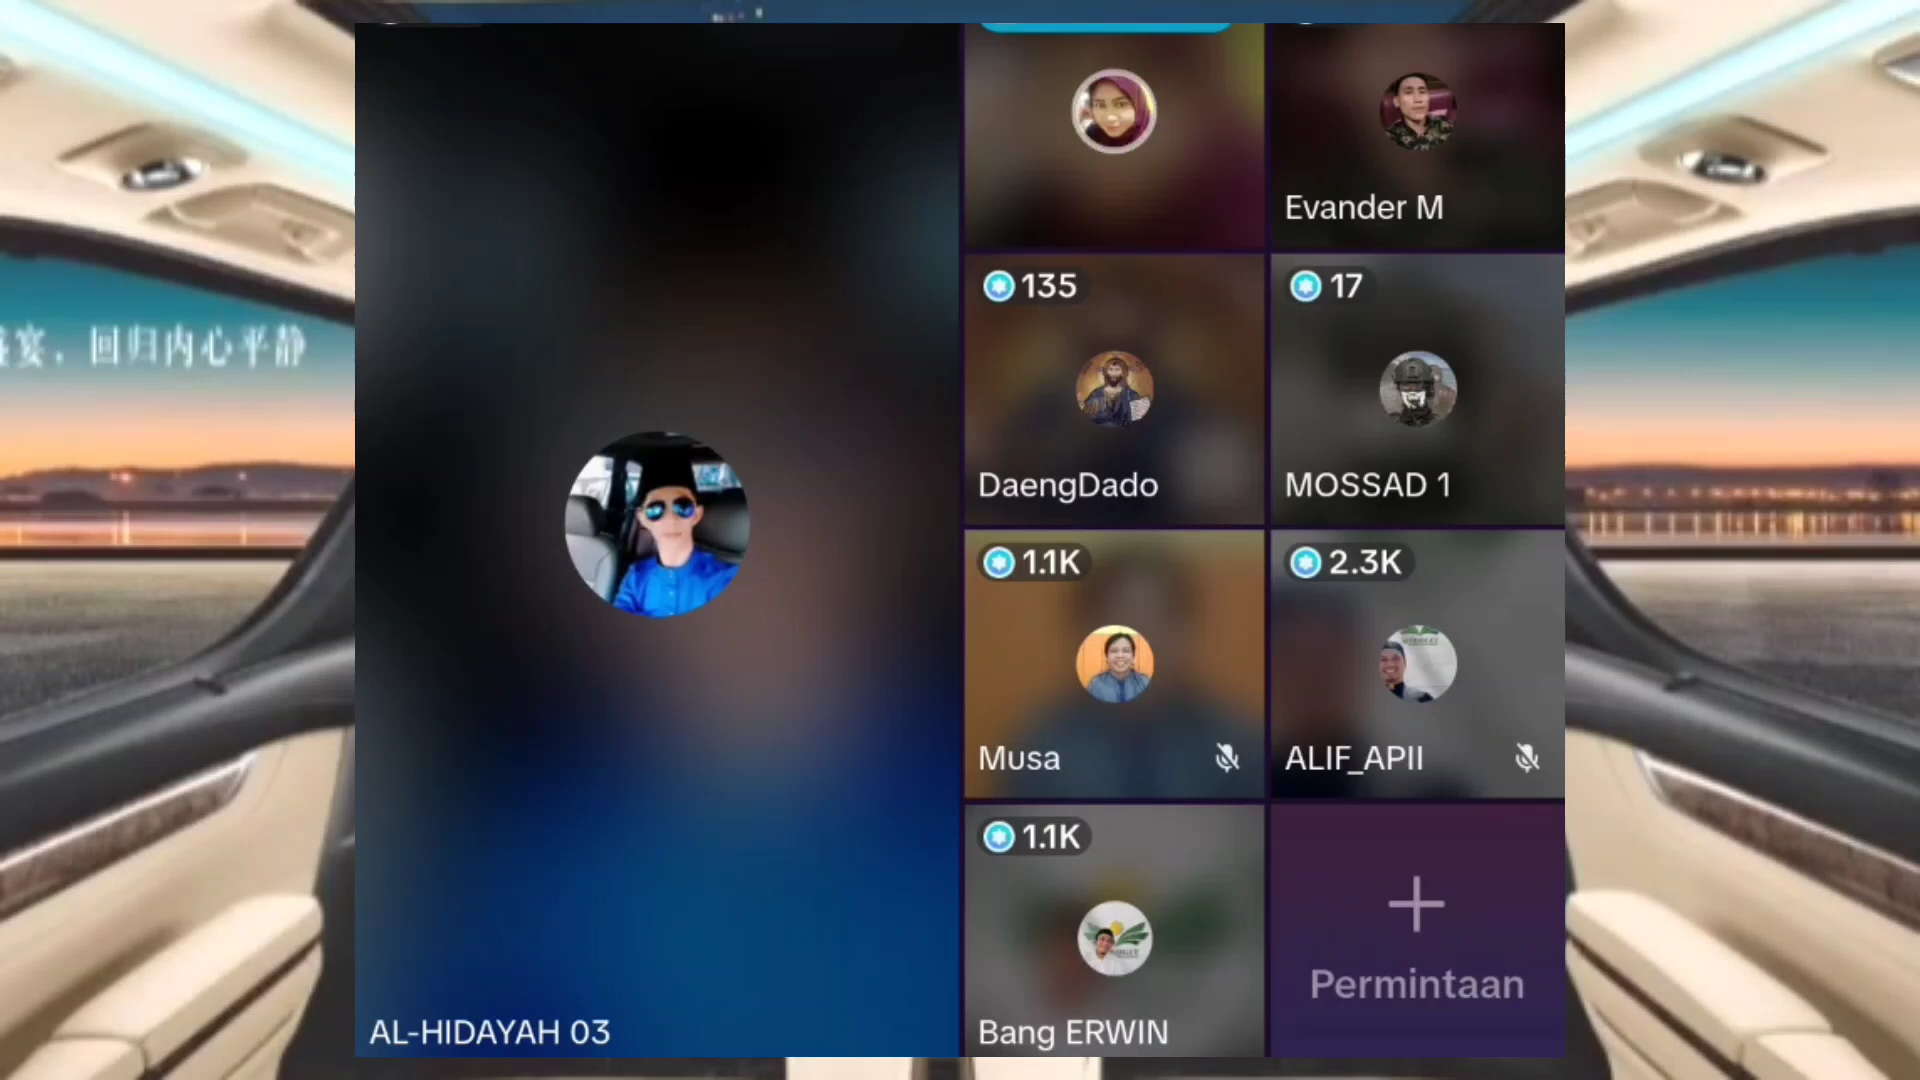 宴，回归内心平静
Evander M
135
17
DaengDado
MOSSAD 1
1.1K
2.3K
Musa
ALIF_APII
1.1K
Permintaan
AL-HIDAYAH 03
Bang ERWIN